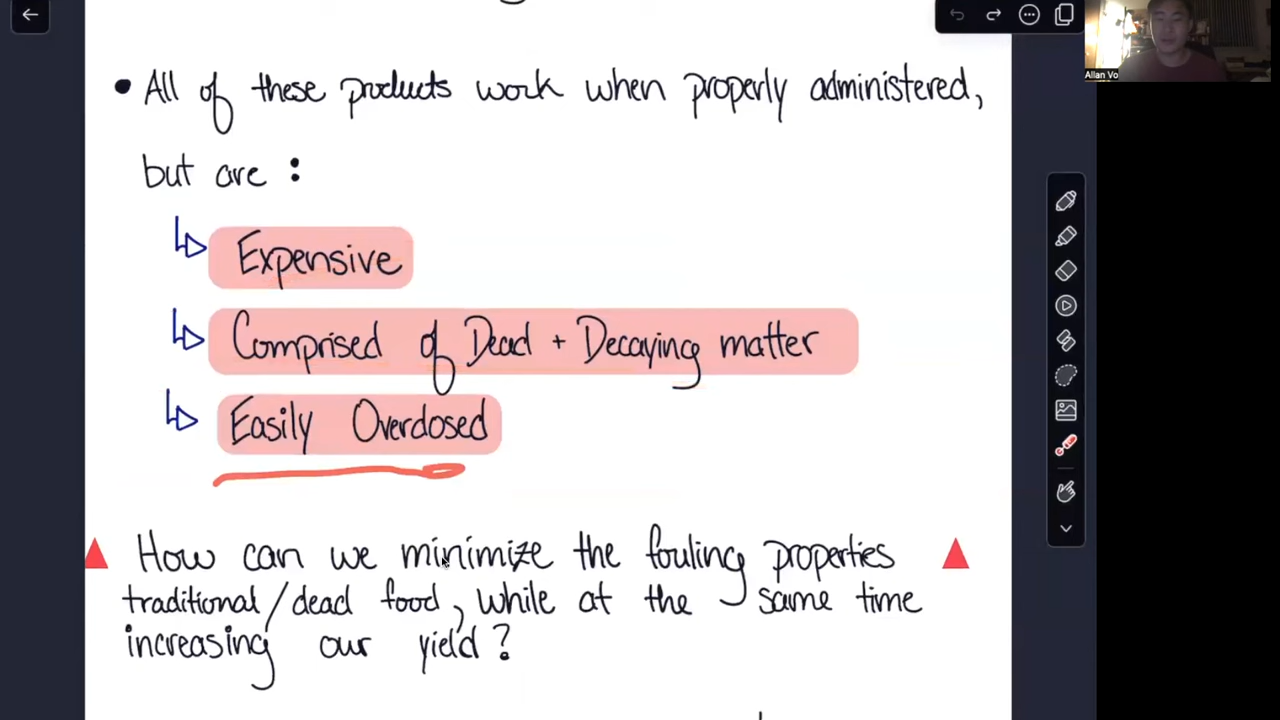 Allan Vo
• All of these products work when properly administered,
but are :
Expensive
Comprised of Dead + Decaying matter
Easily Overdosed
How can we minimize the fouling properties
traditional/dead food, while at the same time
increasing our yield?